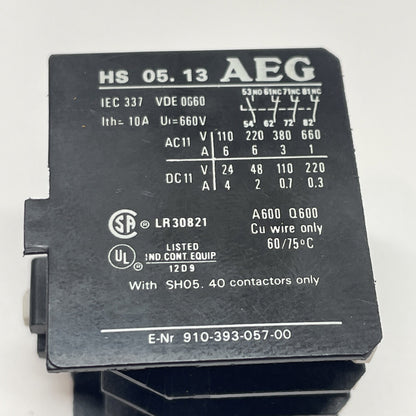 HS 05.13 AEG
IEC 337 VDE 0660
53NO 61NC 71NC 81NC
54 62 72 82
Ith= 10A Ui= 660V
AC11 V 110 220 380 660
A 6 6 3 1
DC11 V 24 48 110 220
A 4 2 0.7 0.3
SA ® LR30821
A600 Q600
Cu wire only
60/75°C
UL ® LISTED
IND. CONT. EQUIP
12D9
With SH05. 40 contactors only
E-Nr 910-393-057-00